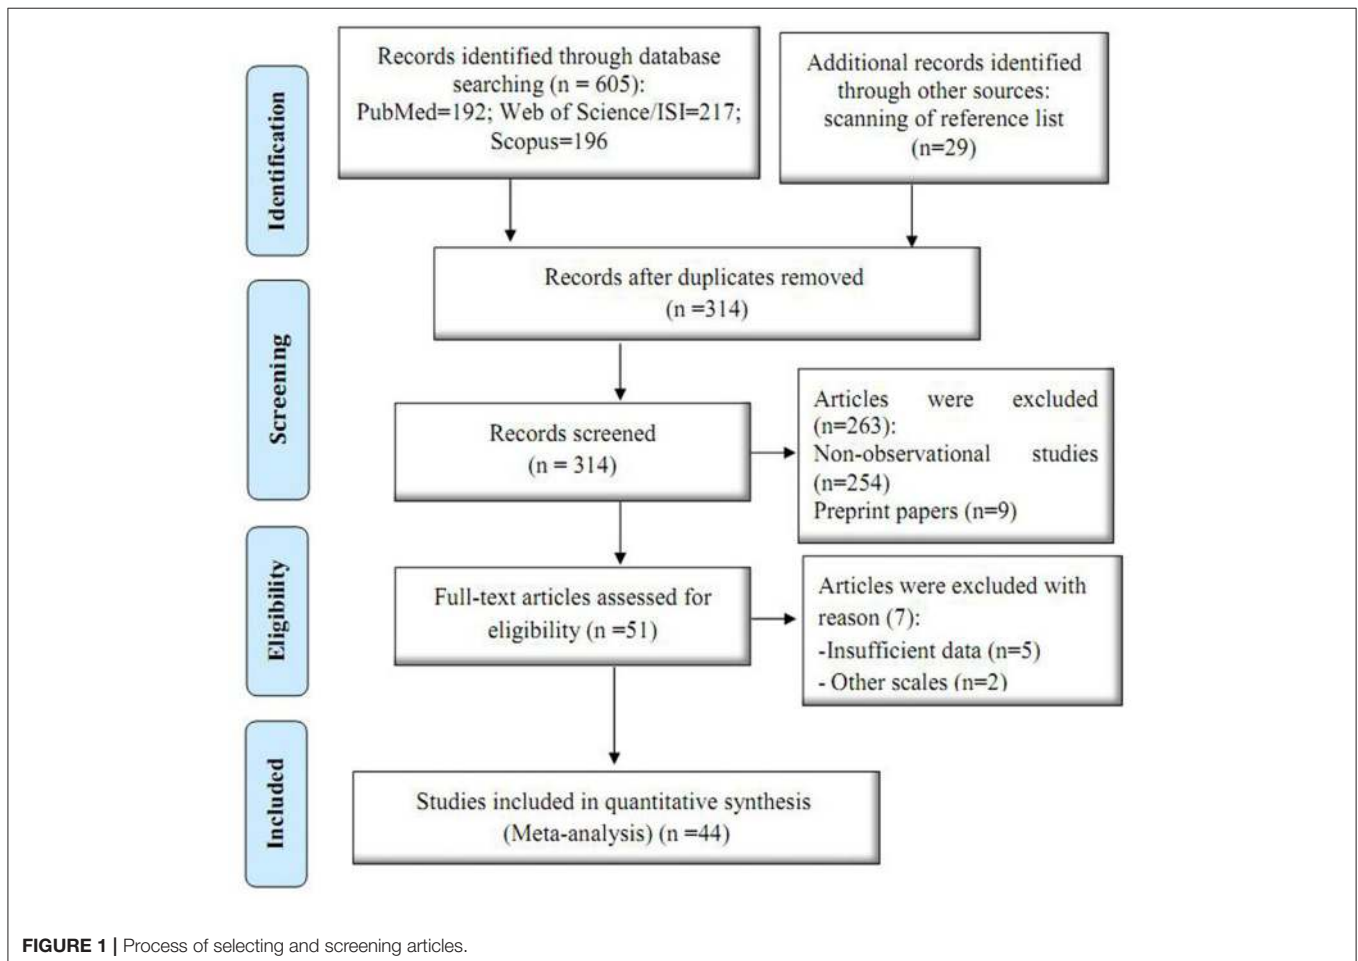 Identification
Records identified through database
searching (n = 605):
PubMed=192; Web of Science/ISI=217;
Scopus=196
Additional records identified
through other sources:
scanning of reference list
(n=29)
Screening
Records after duplicates removed
(n =314)
Records screened
(n = 314)
Articles were excluded
(n=263):
Non-observational studies
(n=254)
Preprint papers (n=9)
Eligibility
Full-text articles assessed for
eligibility (n =51)
Articles were excluded with
reason (7):
-Insufficient data (n=5)
- Other scales (n=2)
Included
Studies included in quantitative synthesis
(Meta-analysis) (n =44)
FIGURE 1 | Process of selecting and screening articles.